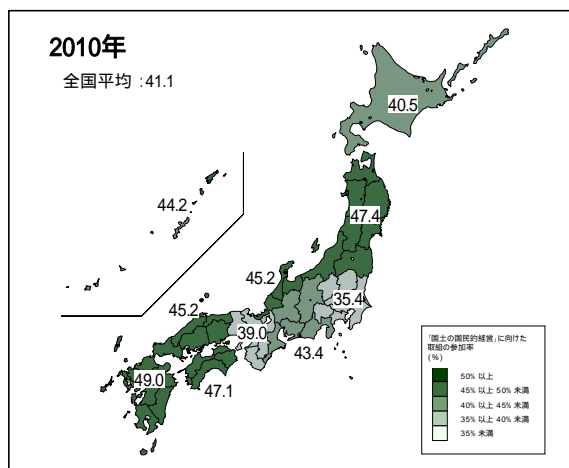 2010年
全国平均 :41.1
40.5
44.2
47.4
45.2
35.4
45.2
39.0
43.4
49.0
47.1
「国土の国民的経営」に向けた
取組の参加率
(%)
50% 以上
45% 以上 50% 未満
40% 以上 45% 未満
35% 以上 40% 未満
35% 未満